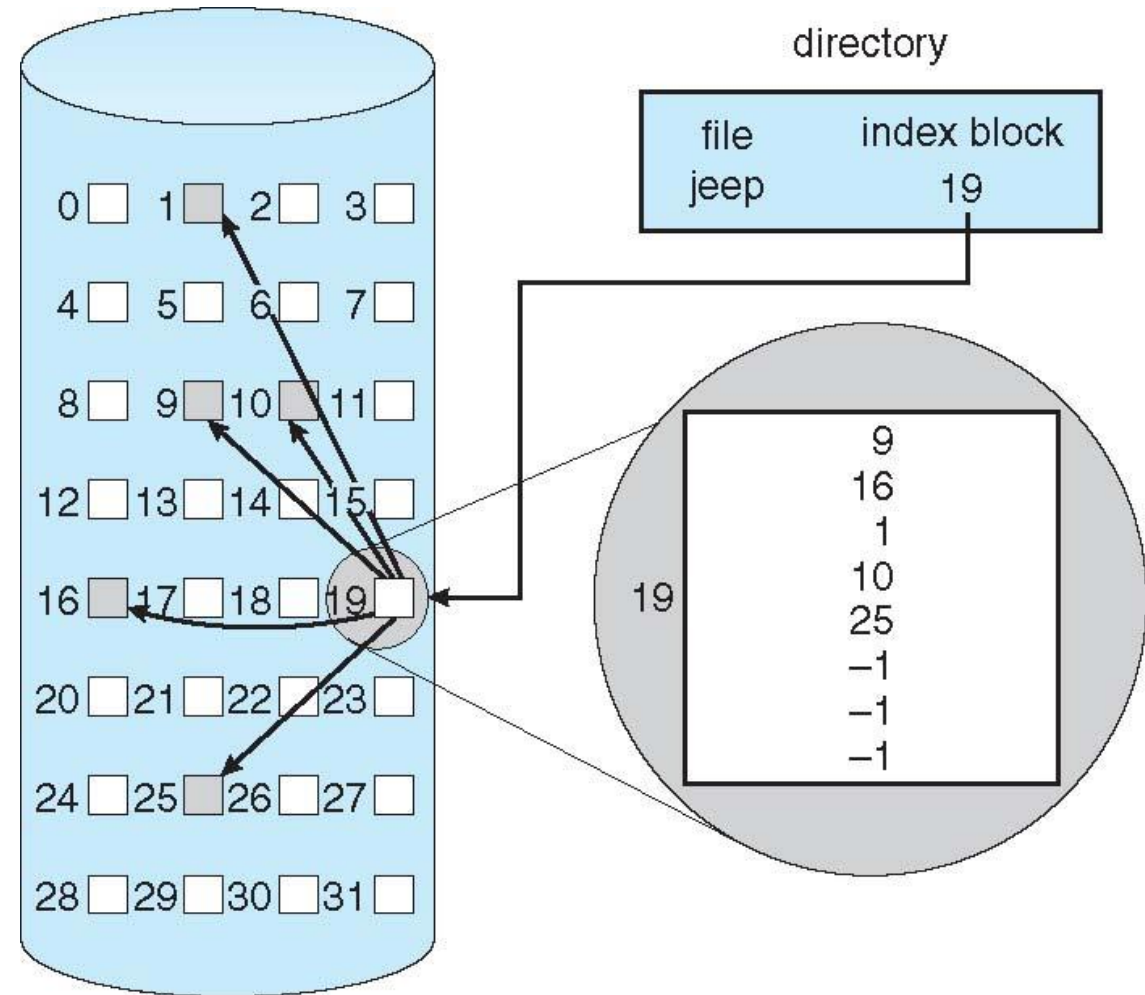 directory
file index block
jeep 19
0 1 2 3
4 5 6 7
8 9 10 11
12 13 14 15
16 17 18 19
20 21 22 23
24 25 26 27
28 29 30 31
19
9
16
1
10
25
–1
–1
–1